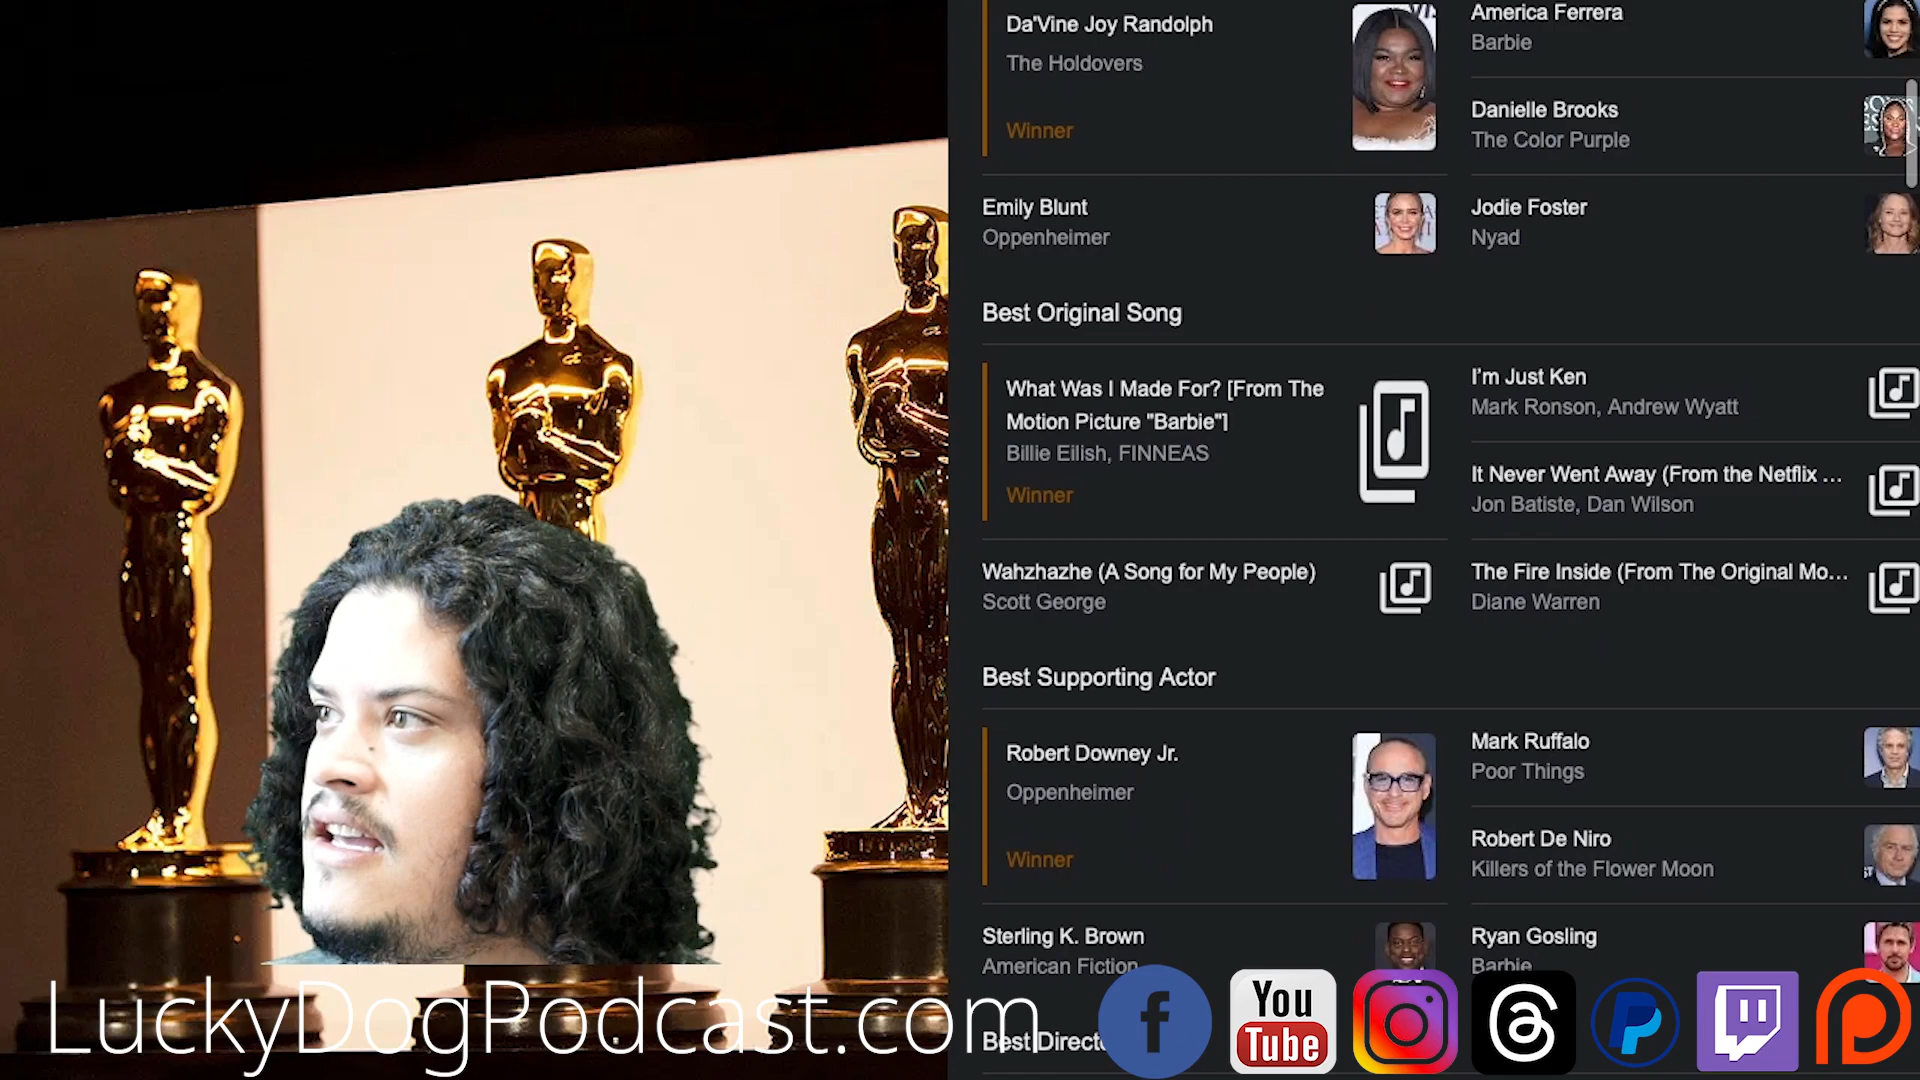 Da'Vine Joy Randolph
The Holdovers
Winner
America Ferrera
Barbie
Danielle Brooks
The Color Purple
Emily Blunt
Oppenheimer
Jodie Foster
Nyad
Best Original Song
What Was I Made For? [From The
Motion Picture "Barbie"]
Billie Eilish, FINNEAS
Winner
I'm Just Ken
Mark Ronson, Andrew Wyatt
It Never Went Away (From the Netflix ...
Jon Batiste, Dan Wilson
Wahzhazhe (A Song for My People)
Scott George
The Fire Inside (From The Original Mo...
Diane Warren
Best Supporting Actor
Robert Downey Jr.
Oppenheimer
Winner
Mark Ruffalo
Poor Things
Robert De Niro
Killers of the Flower Moon
Sterling K. Brown
American Fiction
Ryan Gosling
Barbie
Best Directo
LuckyDogPodcast.com
You
Tube